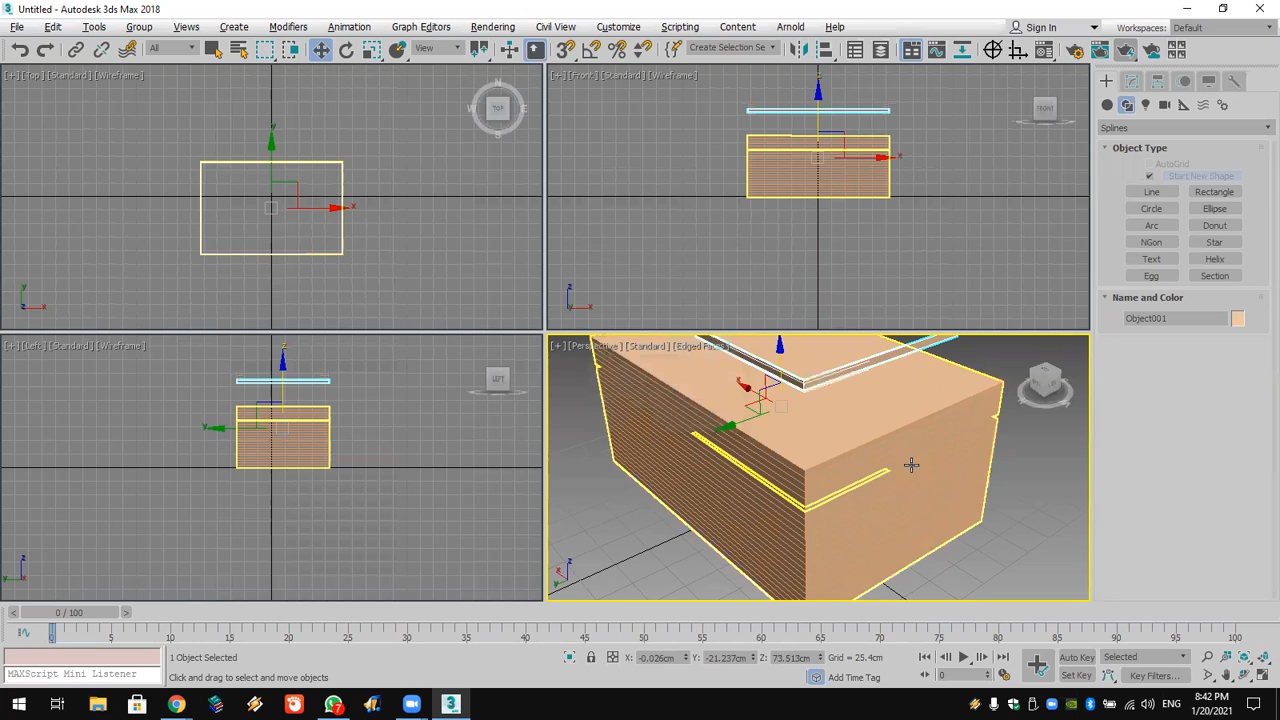 Untitled - Autodesk 3ds Max 2018
File Edit Tools Group Views Create Modifiers Animation Graph Editors Rendering Civil View Customize Scripting Content Arnold Help Sign In Workspaces: Default
All View Create Selection Se
[+] [Top] [Standard] [Wireframe]
N
W TOP E
S
y
x
y
z x
[+] [Front] [Standard] [Wireframe]
FRONT
z
x
z
x
Splines
Object Type
AutoGrid
Start New Shape
Line Rectangle
Circle Ellipse
Arc Donut
NGon Star
Text Helix
Egg Section
Name and Color
Object001
[+] [Left] [Standard] [Wireframe]
LEFT
z
y
z
y
[+] [Perspective] [Standard] [Edged Faces]
x
z
x
y
< 0 / 100 >
0 5 10 15 20 25 30 35 40 45 50 55 60 65 70 75 80 85 90 95 100
1 Object Selected X: -0.026cm Y: -21.237cm Z: 73.513cm Grid = 25.4cm Auto Key Selected
MAXScript Mini Listener Click and drag to select and move objects Add Time Tag 0 Set Key Key Filters...
ENG
8:42 PM
1/20/2021